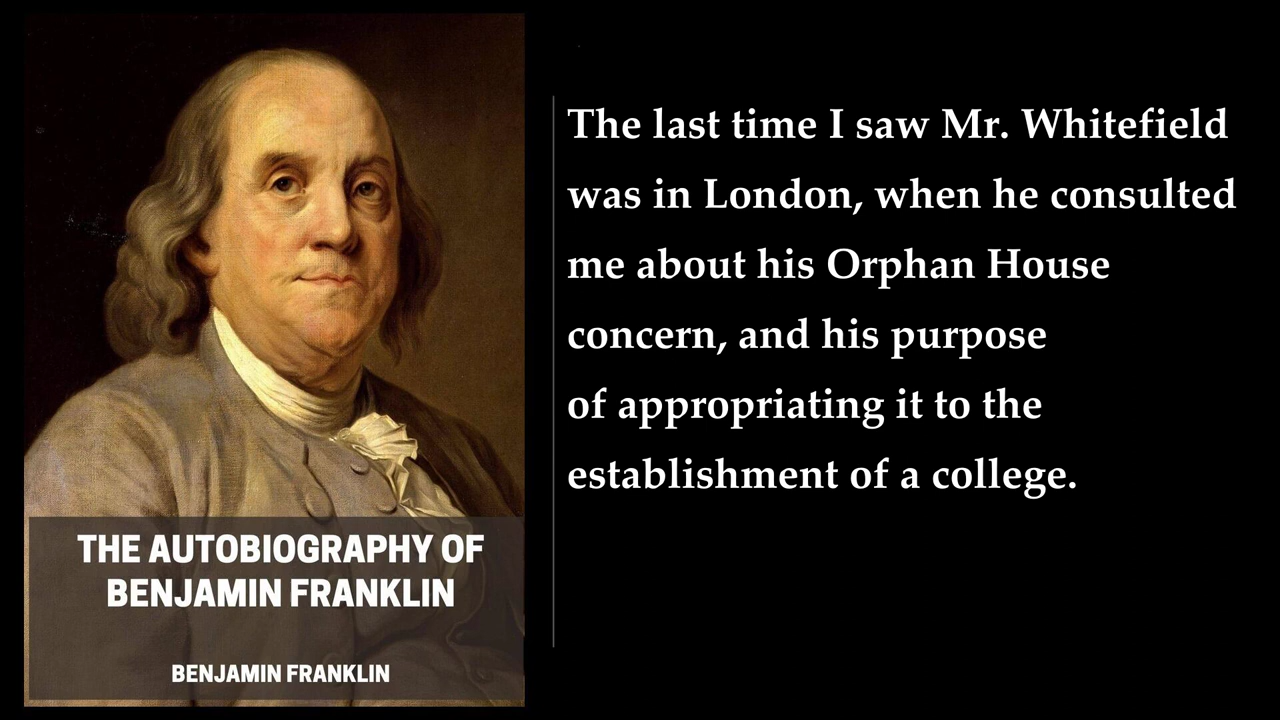 THE AUTOBIOGRAPHY OF
BENJAMIN FRANKLIN
BENJAMIN FRANKLIN
The last time I saw Mr. Whitefield
was in London, when he consulted
me about his Orphan House
concern, and his purpose
of appropriating it to the
establishment of a college.